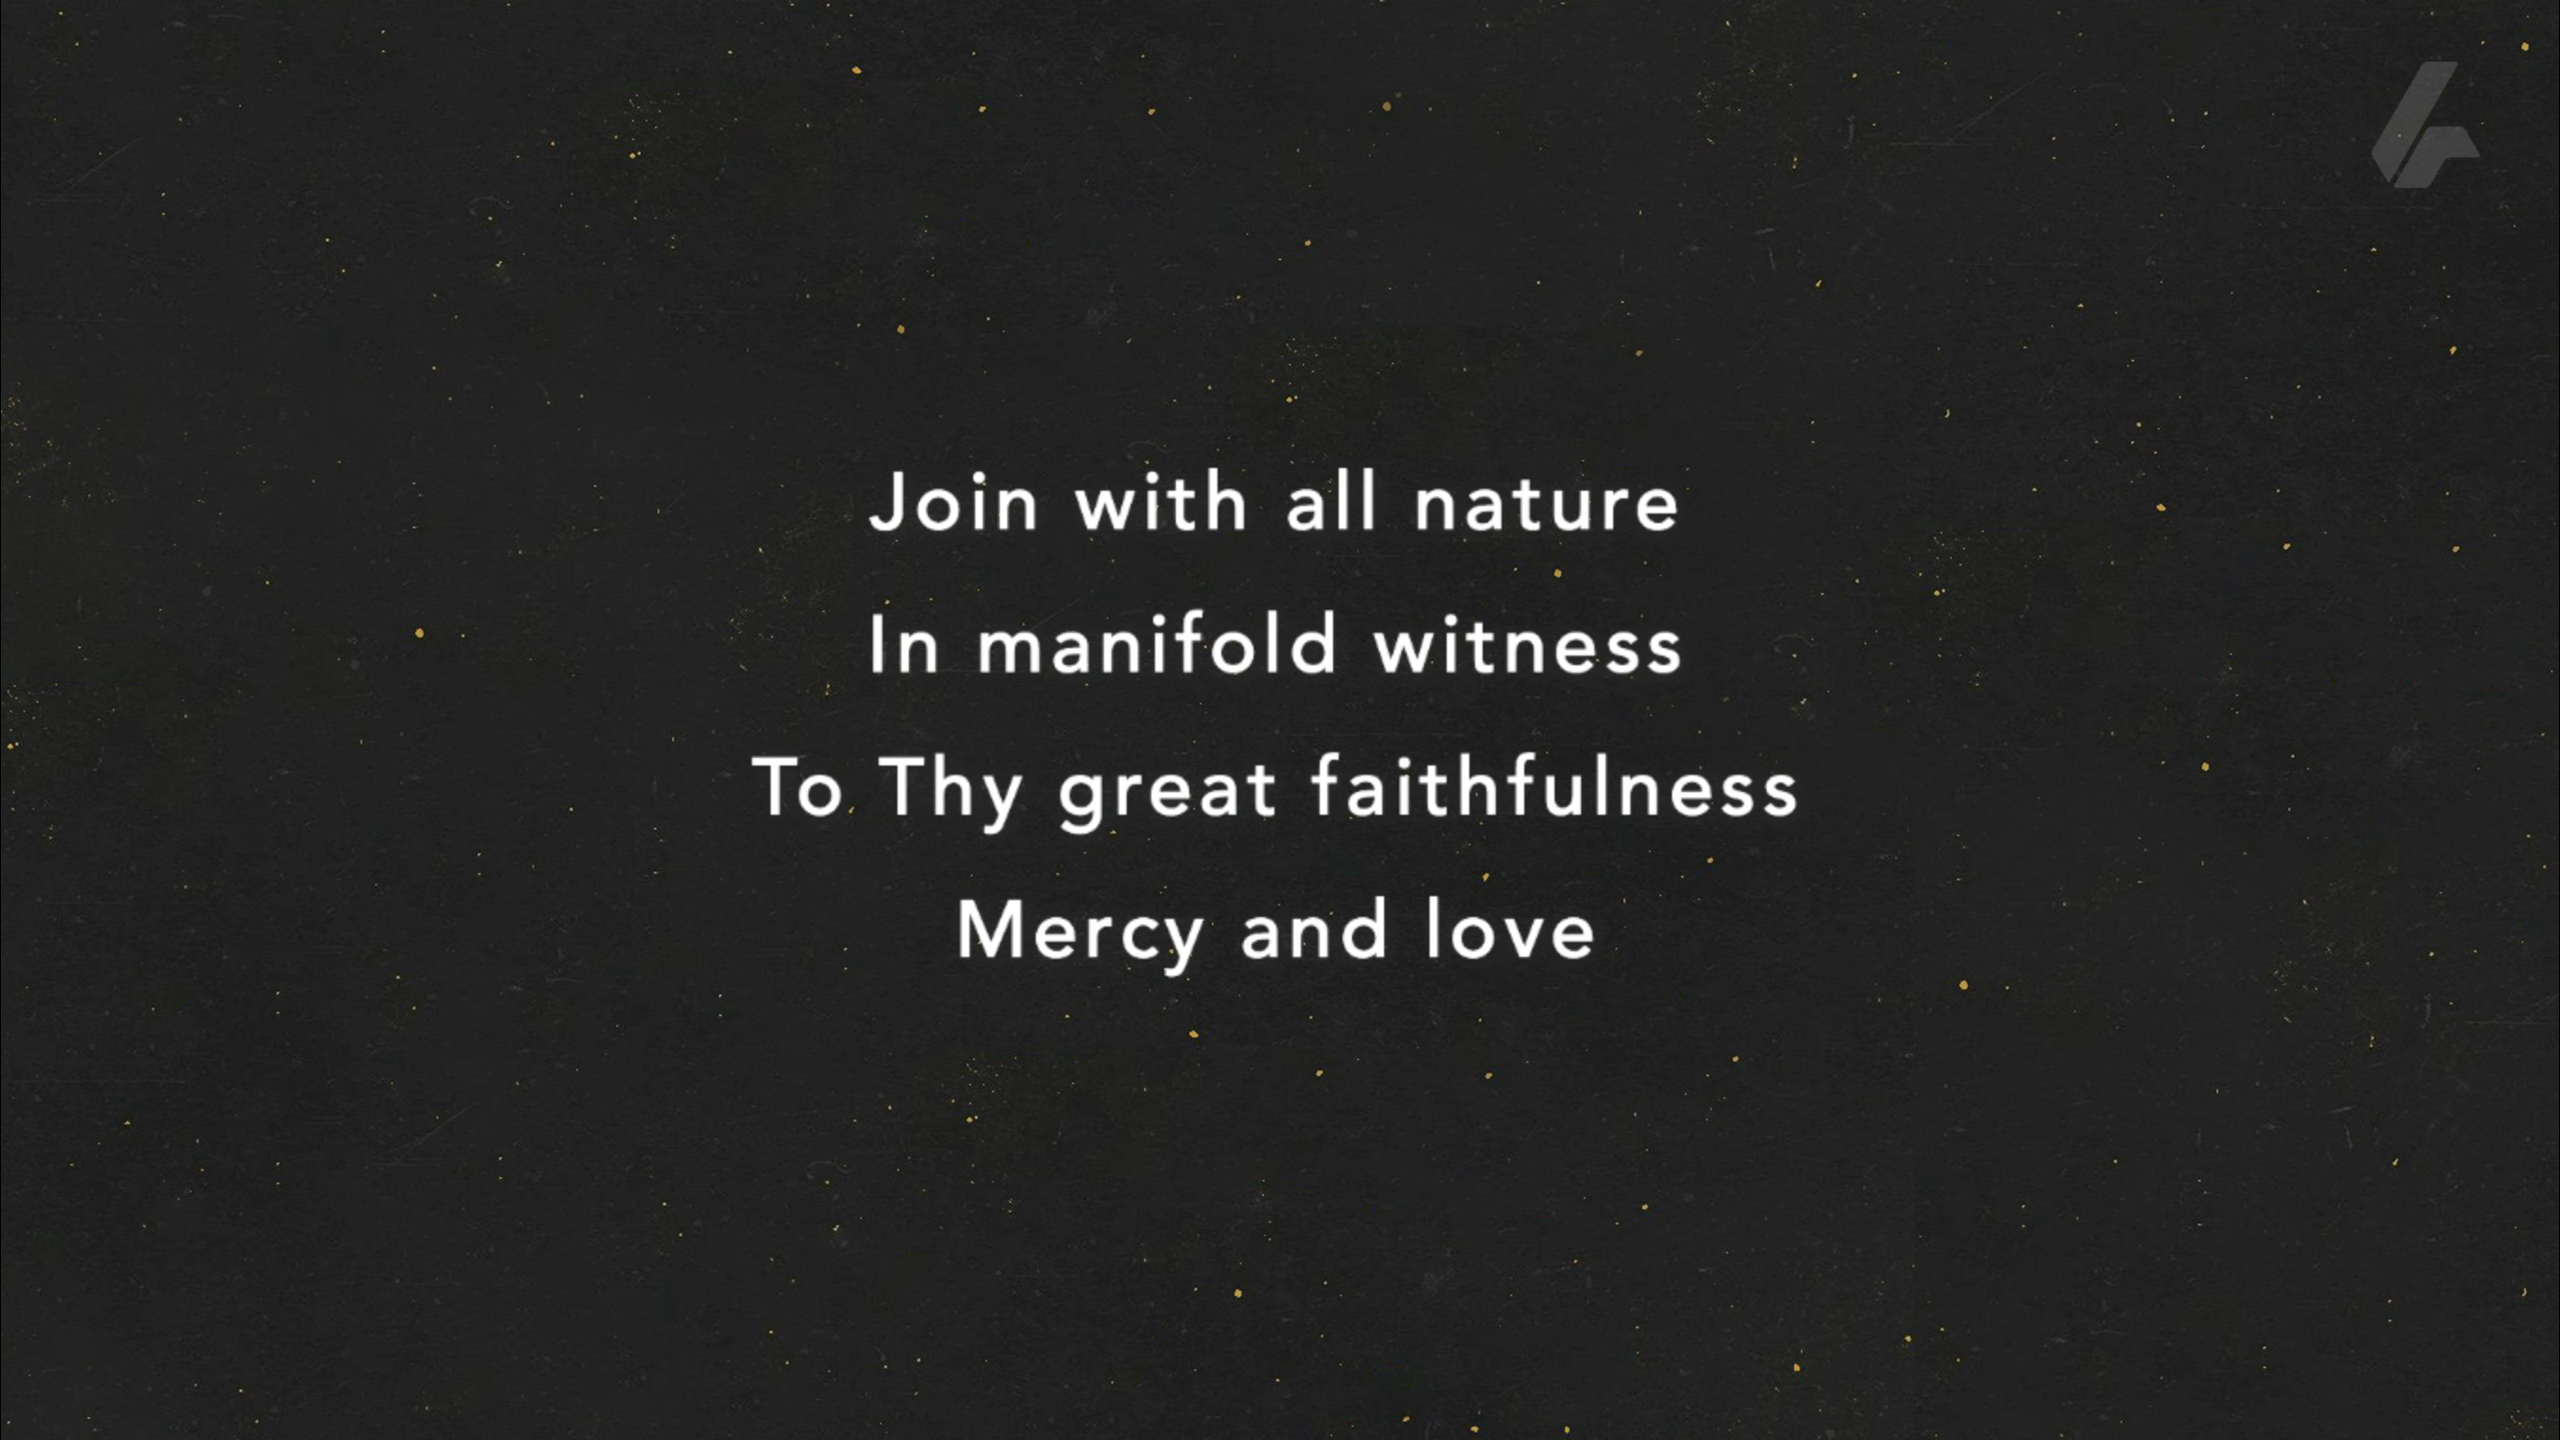 Join with all nature
In manifold witness
To Thy great faithfulness
Mercy and love